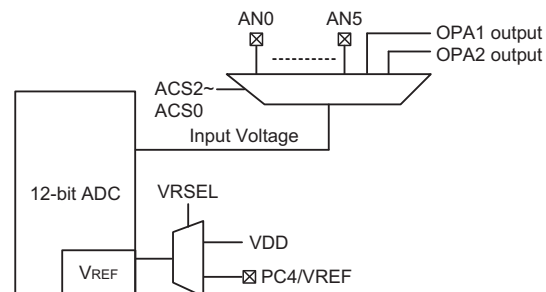 AN0 AN5
OPA1 output
OPA2 output
ACS2~
ACS0
Input Voltage
12-bit ADC
VRSEL
VDD
VREF
PC4/VREF